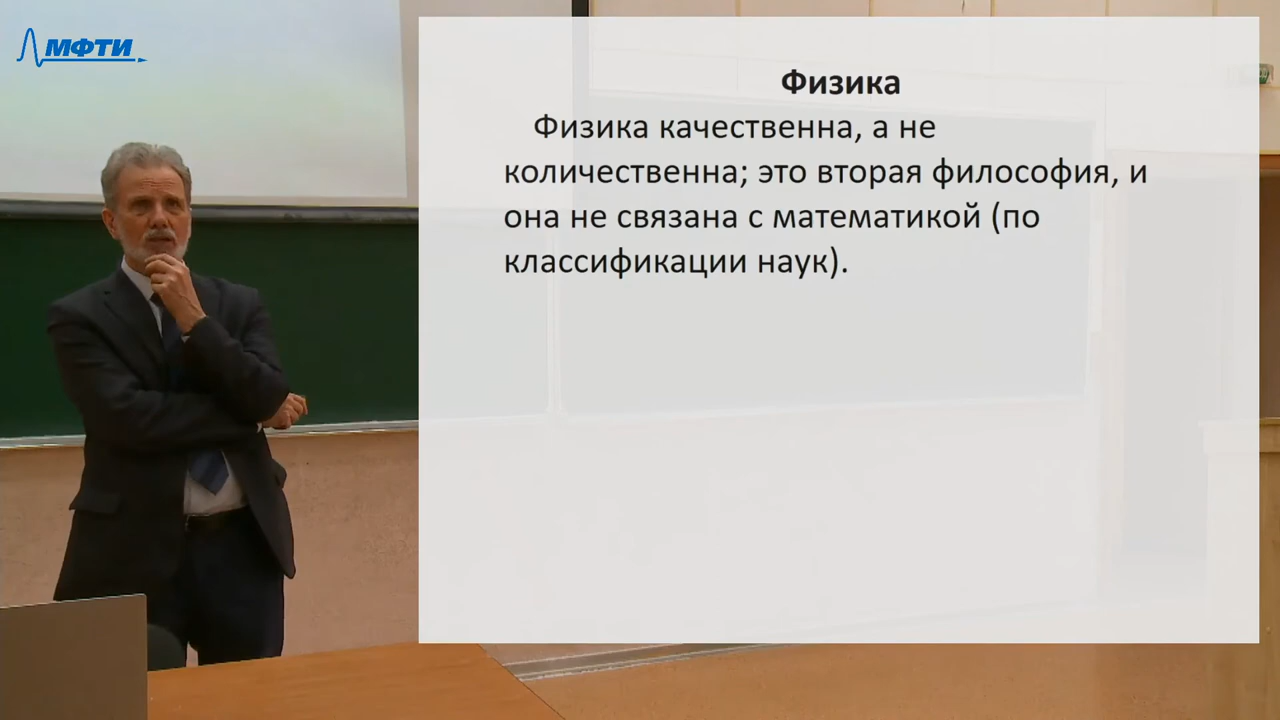 МФТИ
Физика
Физика качественна, а не
количественна; это вторая философия, и
она не связана с математикой (по
классификации наук).